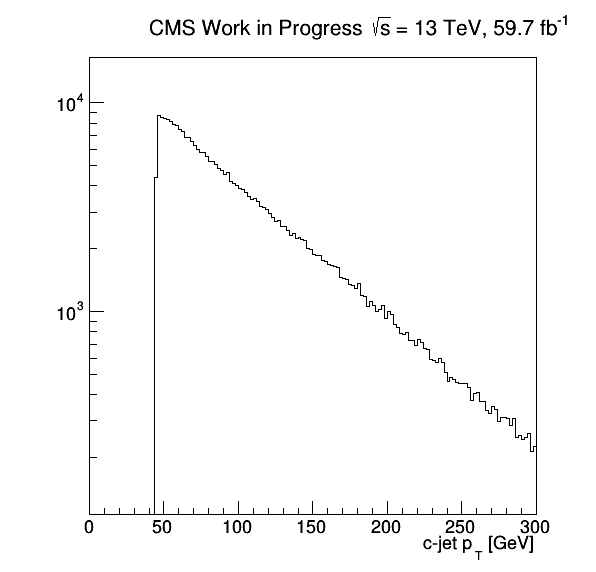 CMS Work in Progress √s = 13 TeV, 59.7 fb⁻¹
10⁴
10³
0 50 100 150 200 250 300
c-jet p_T [GeV]